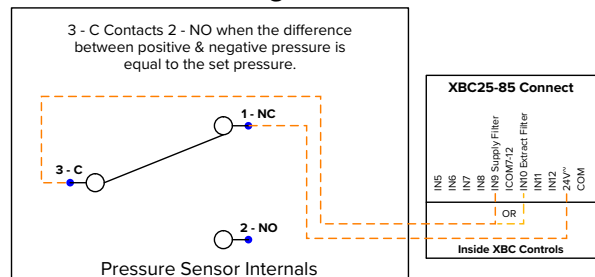 3 - C Contacts 2 - NO when the difference
between positive & negative pressure is
equal to the set pressure.
1 - NC
3 - C
2 - NO
Pressure Sensor Internals
XBC25-85 Connect
IN5
IN6
IN7
IN8
IN9 Supply Filter
ICOM7-12
IN10 Extract Filter
IN11
IN12
24V~
COM
OR
Inside XBC Controls